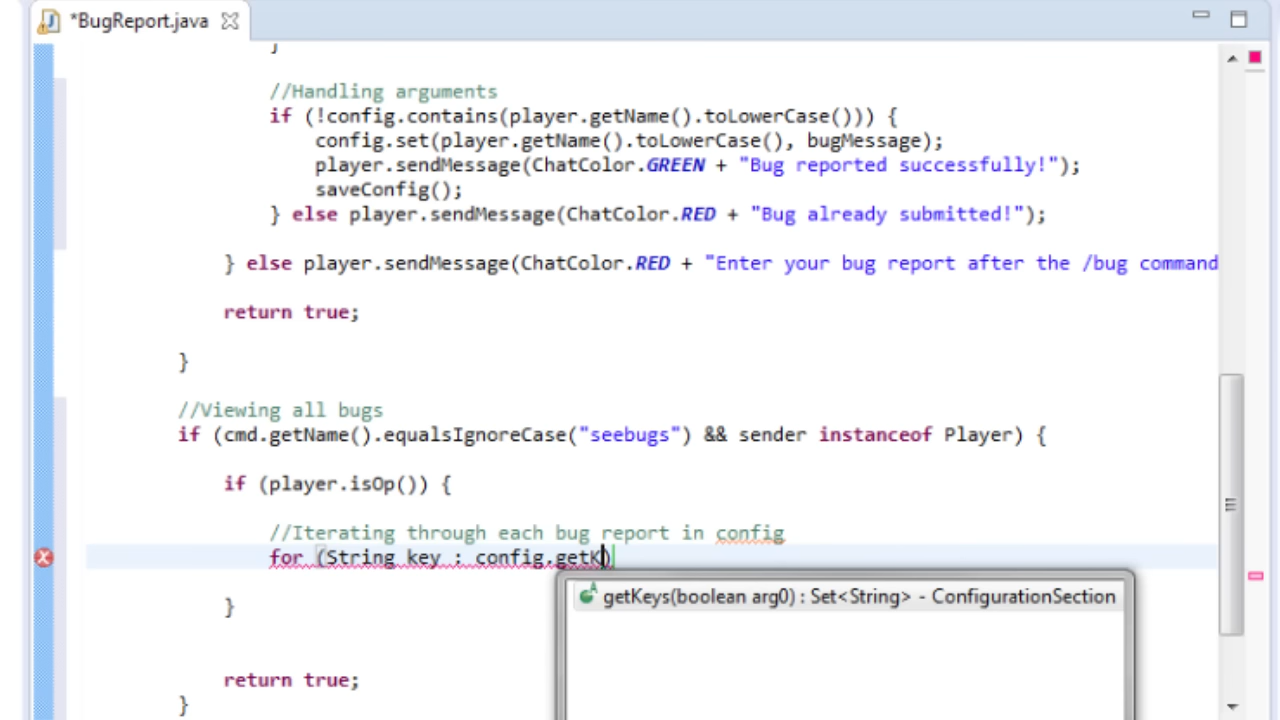 *BugReport.java
}
//Handling arguments
if (!config.contains(player.getName().toLowerCase())) {
config.set(player.getName().toLowerCase(), bugMessage);
player.sendMessage(ChatColor.GREEN + "Bug reported successfully!");
saveConfig();
} else player.sendMessage(ChatColor.RED + "Bug already submitted!");
} else player.sendMessage(ChatColor.RED + "Enter your bug report after the /bug command
return true;
}
//Viewing all bugs
if (cmd.getName().equalsIgnoreCase("seebugs") && sender instanceof Player) {
if (player.isOp()) {
//Iterating through each bug report in config
for (String key : config.getK)
getKeys(boolean arg0) : Set<String> - ConfigurationSection
}
return true;
}